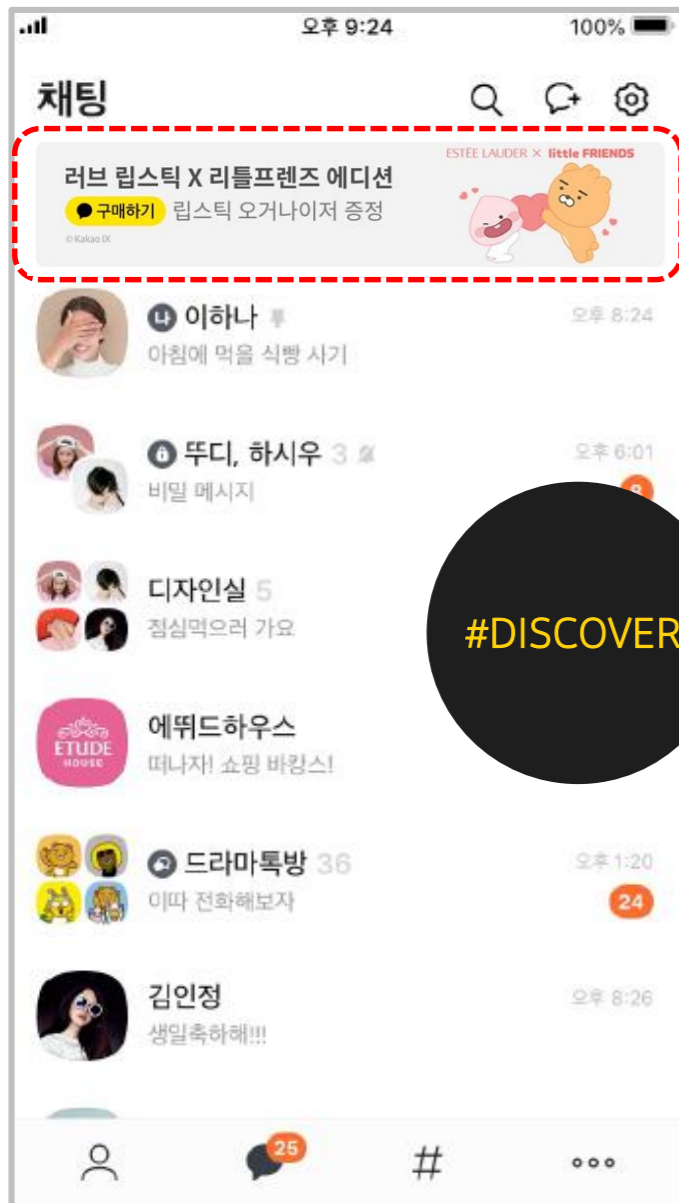 오후 9:24
100%
채팅
ESTĒE LAUDER × little FRIENDS
러브 립스틱 X 리틀프렌즈 에디션
구매하기 립스틱 오거나이저 증정
© Kakao IX
나 이하나
오후 8:24
아침에 먹을 식빵 사기
뚜디, 하시우 3
오후 6:01
비밀 메시지
디자인실 5
점심먹으러 가요
#DISCOVER
ETUDE
HOUSE
에뛰드하우스
떠나자! 쇼핑 바캉스!
드라마톡방 36
오후 1:20
이따 전화해보자
24
김인정
오후 8:26
생일축하해!!!
25
#